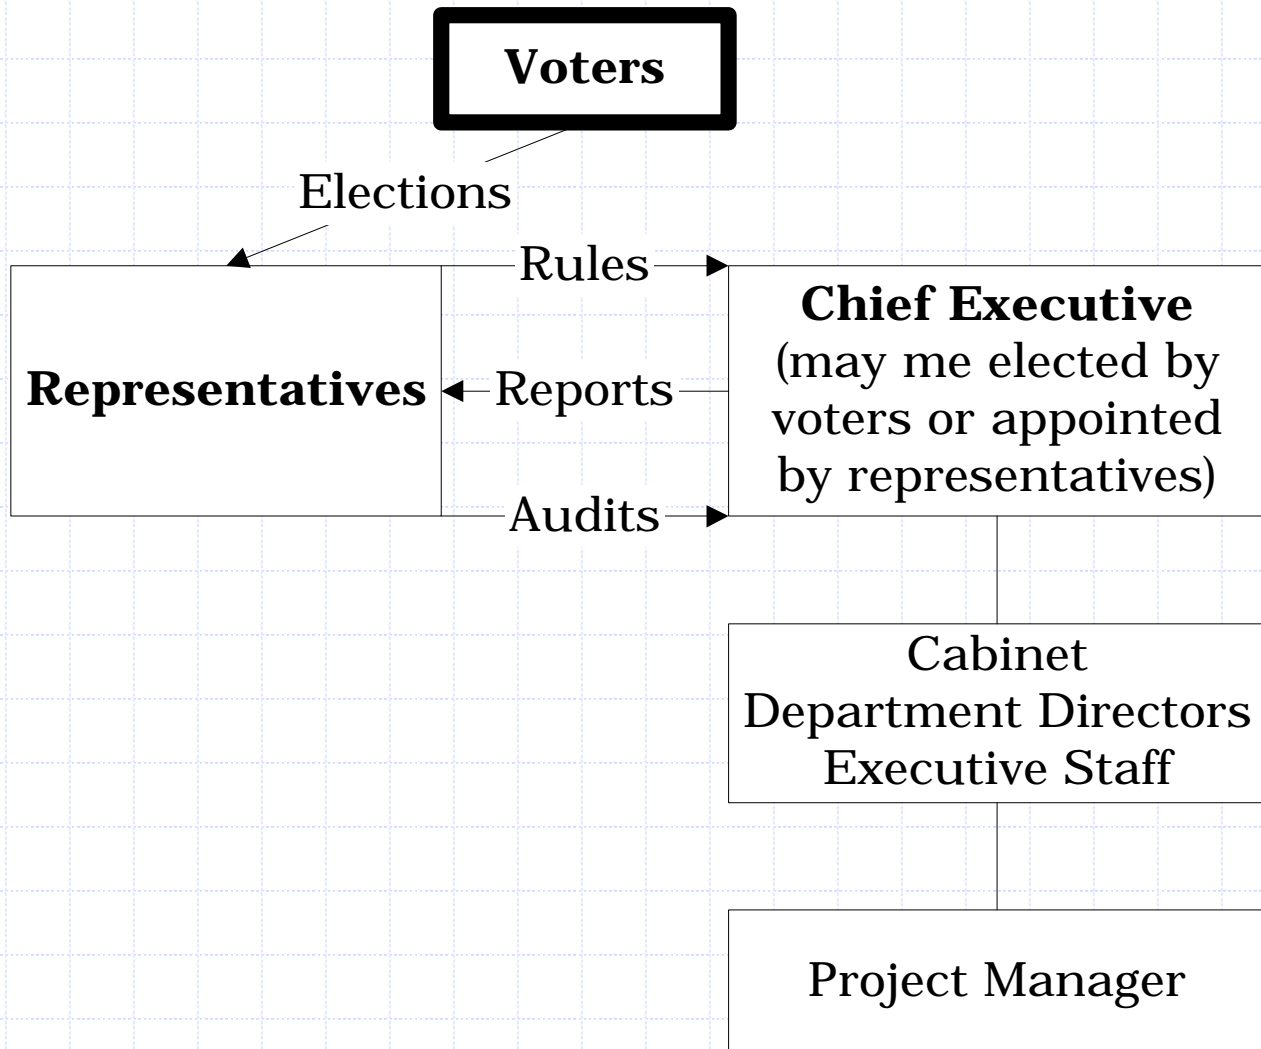 Voters
Elections
Rules
Representatives
Reports
Audits
Chief Executive
(may me elected by
voters or appointed
by representatives)
Cabinet
Department Directors
Executive Staff
Project Manager